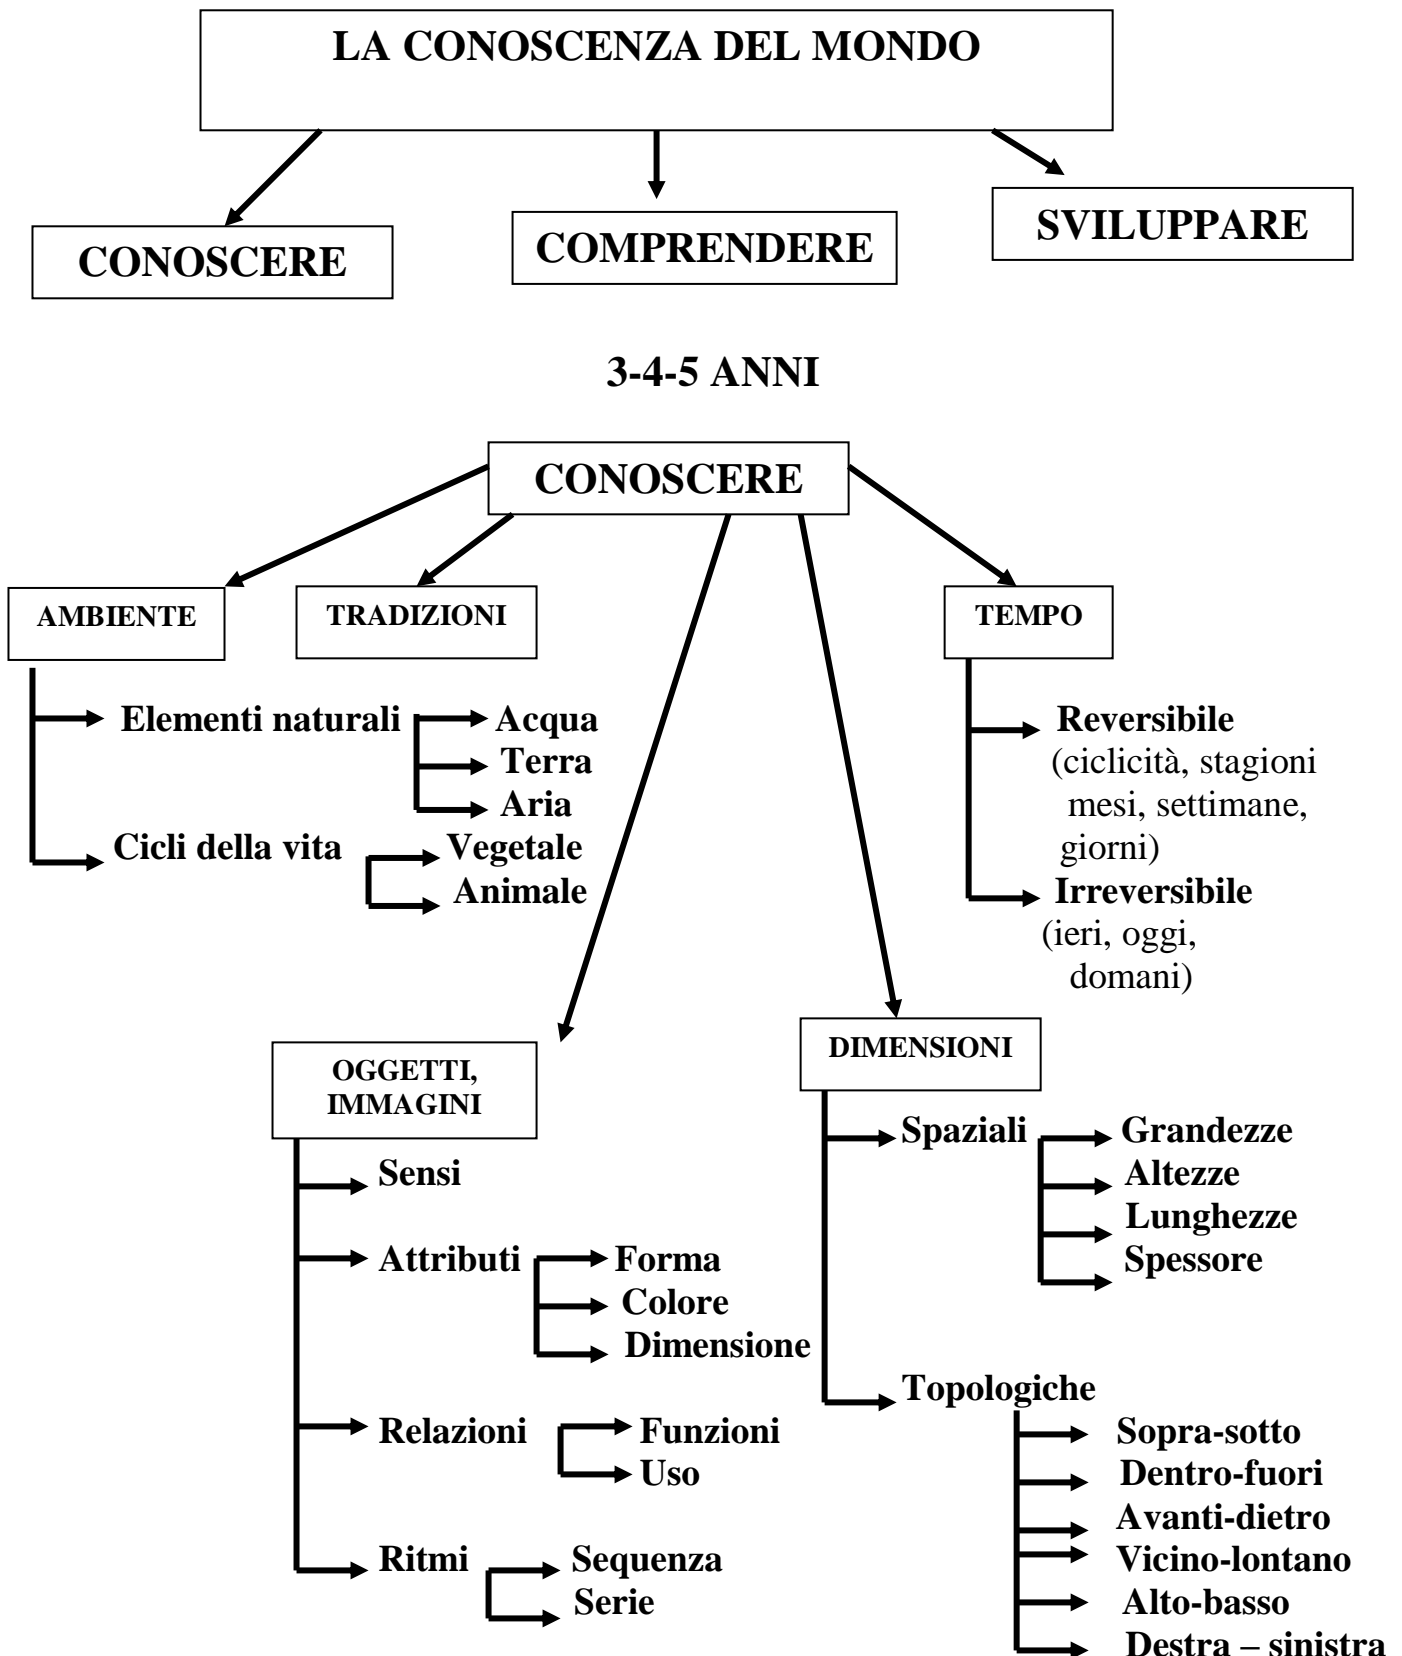 LA CONOSCENZA DEL MONDO
CONOSCERE
COMPRENDERE
SVILUPPARE
3-4-5 ANNI
CONOSCERE
AMBIENTE
TRADIZIONI
TEMPO
Elementi naturali
Acqua
Terra
Aria
Cicli della vita
Vegetale
Animale
Reversibile
(ciclicità, stagioni
mesi, settimane,
giorni)
Irreversibile
(ieri, oggi,
domani)
OGGETTI,
IMMAGINI
Sensi
Attributi
Forma
Colore
Dimensione
Relazioni
Funzioni
Uso
Ritmi
Sequenza
Serie
DIMENSIONI
Spaziali
Grandezze
Altezze
Lunghezze
Spessore
Topologiche
Sopra-sotto
Dentro-fuori
Avanti-dietro
Vicino-lontano
Alto-basso
Destra – sinistra